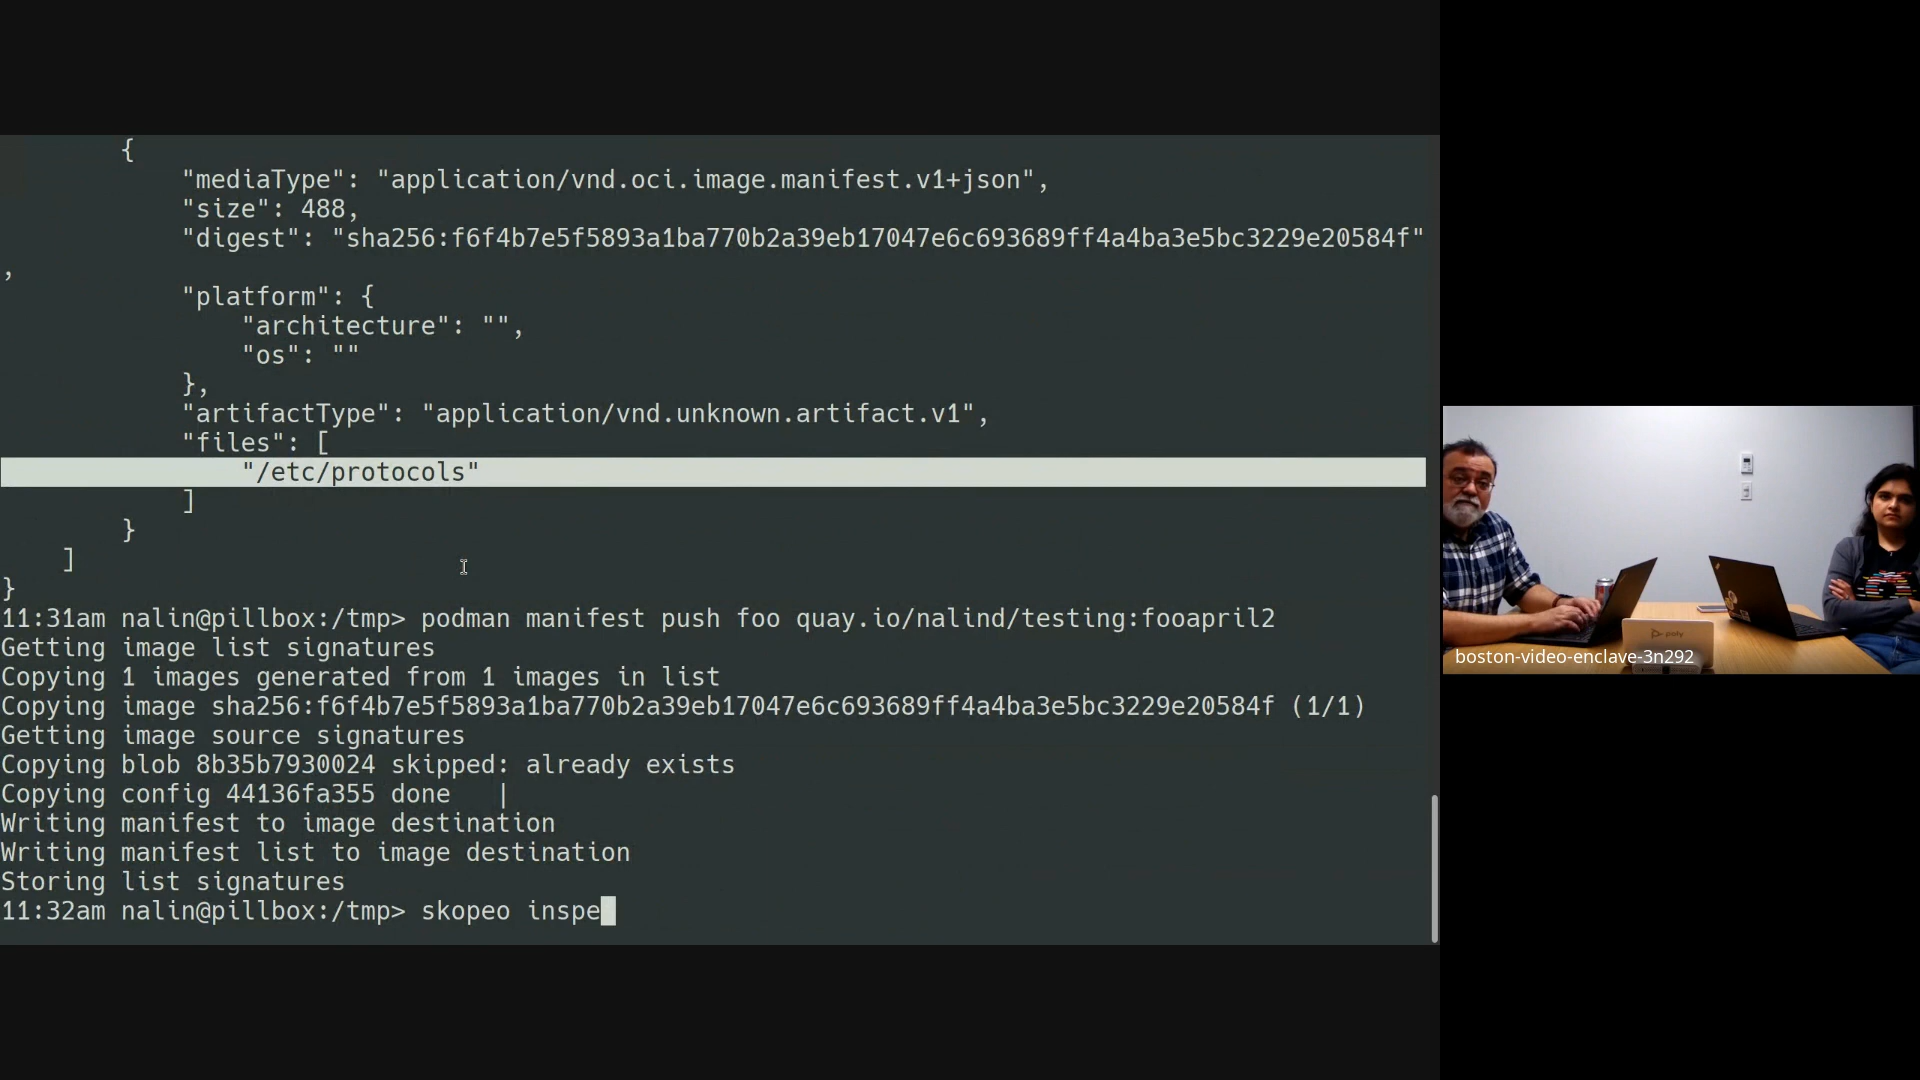 {
"mediaType": "application/vnd.oci.image.manifest.v1+json",
"size": 488,
"digest": "sha256:f6f4b7e5f5893a1ba770b2a39eb17047e6c693689ff4a4ba3e5bc3229e20584f"
,
"platform": {
"architecture": "",
"os": ""
},
"artifactType": "application/vnd.unknown.artifact.v1",
"files": [
"/etc/protocols"
]
}
]
}
11:31am nalin@pillbox:/tmp> podman manifest push foo quay.io/nalind/testing:fooapril2
Getting image list signatures
Copying 1 images generated from 1 images in list
Copying image sha256:f6f4b7e5f5893a1ba770b2a39eb17047e6c693689ff4a4ba3e5bc3229e20584f (1/1)
Getting image source signatures
Copying blob 8b35b7930024 skipped: already exists
Copying config 44136fa355 done   |
Writing manifest to image destination
Writing manifest list to image destination
Storing list signatures
11:32am nalin@pillbox:/tmp> skopeo inspe
poly
boston-video-enclave-3n292